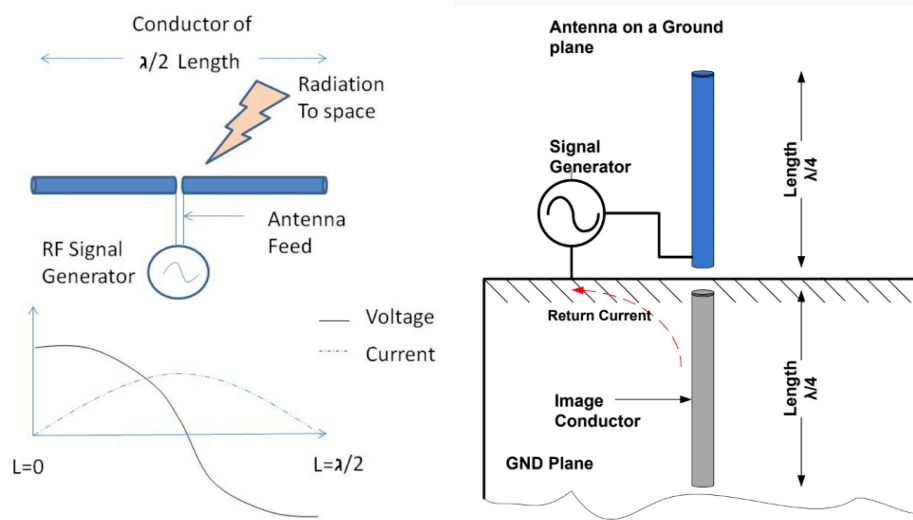 Conductor of
ג/2 Length
Radiation
To space
Antenna
Feed
RF Signal
Generator
Voltage
Current
L=0
L=ג/2
Antenna on a Ground
plane
Signal
Generator
Length
λ/4
Return Current
Image
Conductor
Length
λ/4
GND Plane